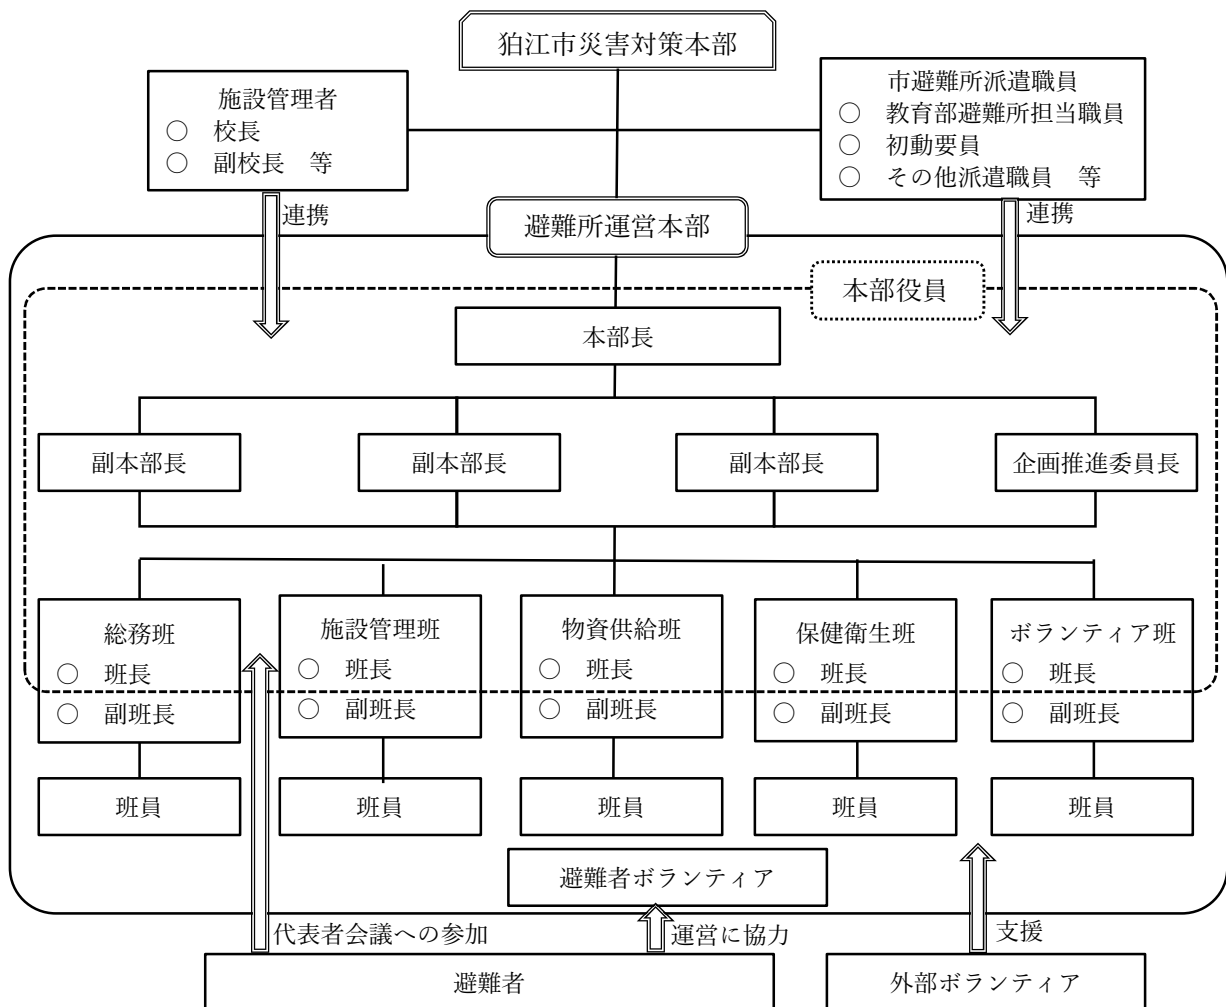 狛江市災害対策本部
施設管理者
○ 校長
○ 副校長 等
市避難所派遣職員
○ 教育部避難所担当職員
○ 初動要員
○ その他派遣職員 等
連携
連携
避難所運営本部
本部役員
本部長
副本部長
副本部長
副本部長
企画推進委員長
総務班
○ 班長
○ 副班長
施設管理班
○ 班長
○ 副班長
物資供給班
○ 班長
○ 副班長
保健衛生班
○ 班長
○ 副班長
ボランティア班
○ 班長
○ 副班長
班員
班員
班員
班員
班員
避難者ボランティア
代表者会議への参加
運営に協力
支援
避難者
外部ボランティア